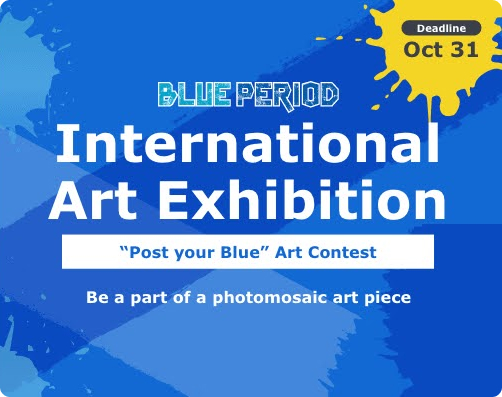 Deadline
Oct 31
BLUE PERIOD
International
Art Exhibition
“Post your Blue” Art Contest
Be a part of a photomosaic art piece